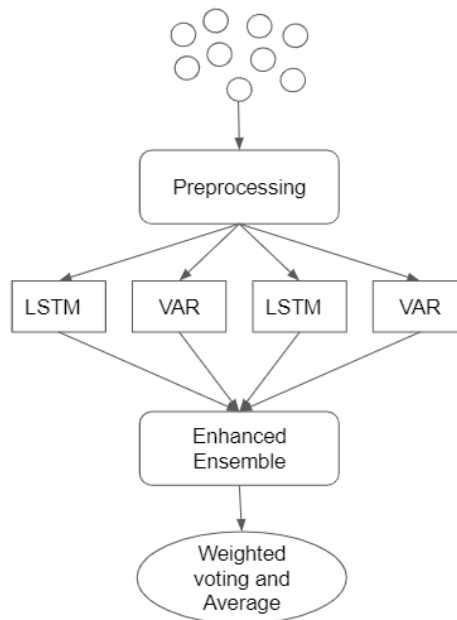 Preprocessing
LSTM
VAR
LSTM
VAR
Enhanced
Ensemble
Weighted
voting and
Average